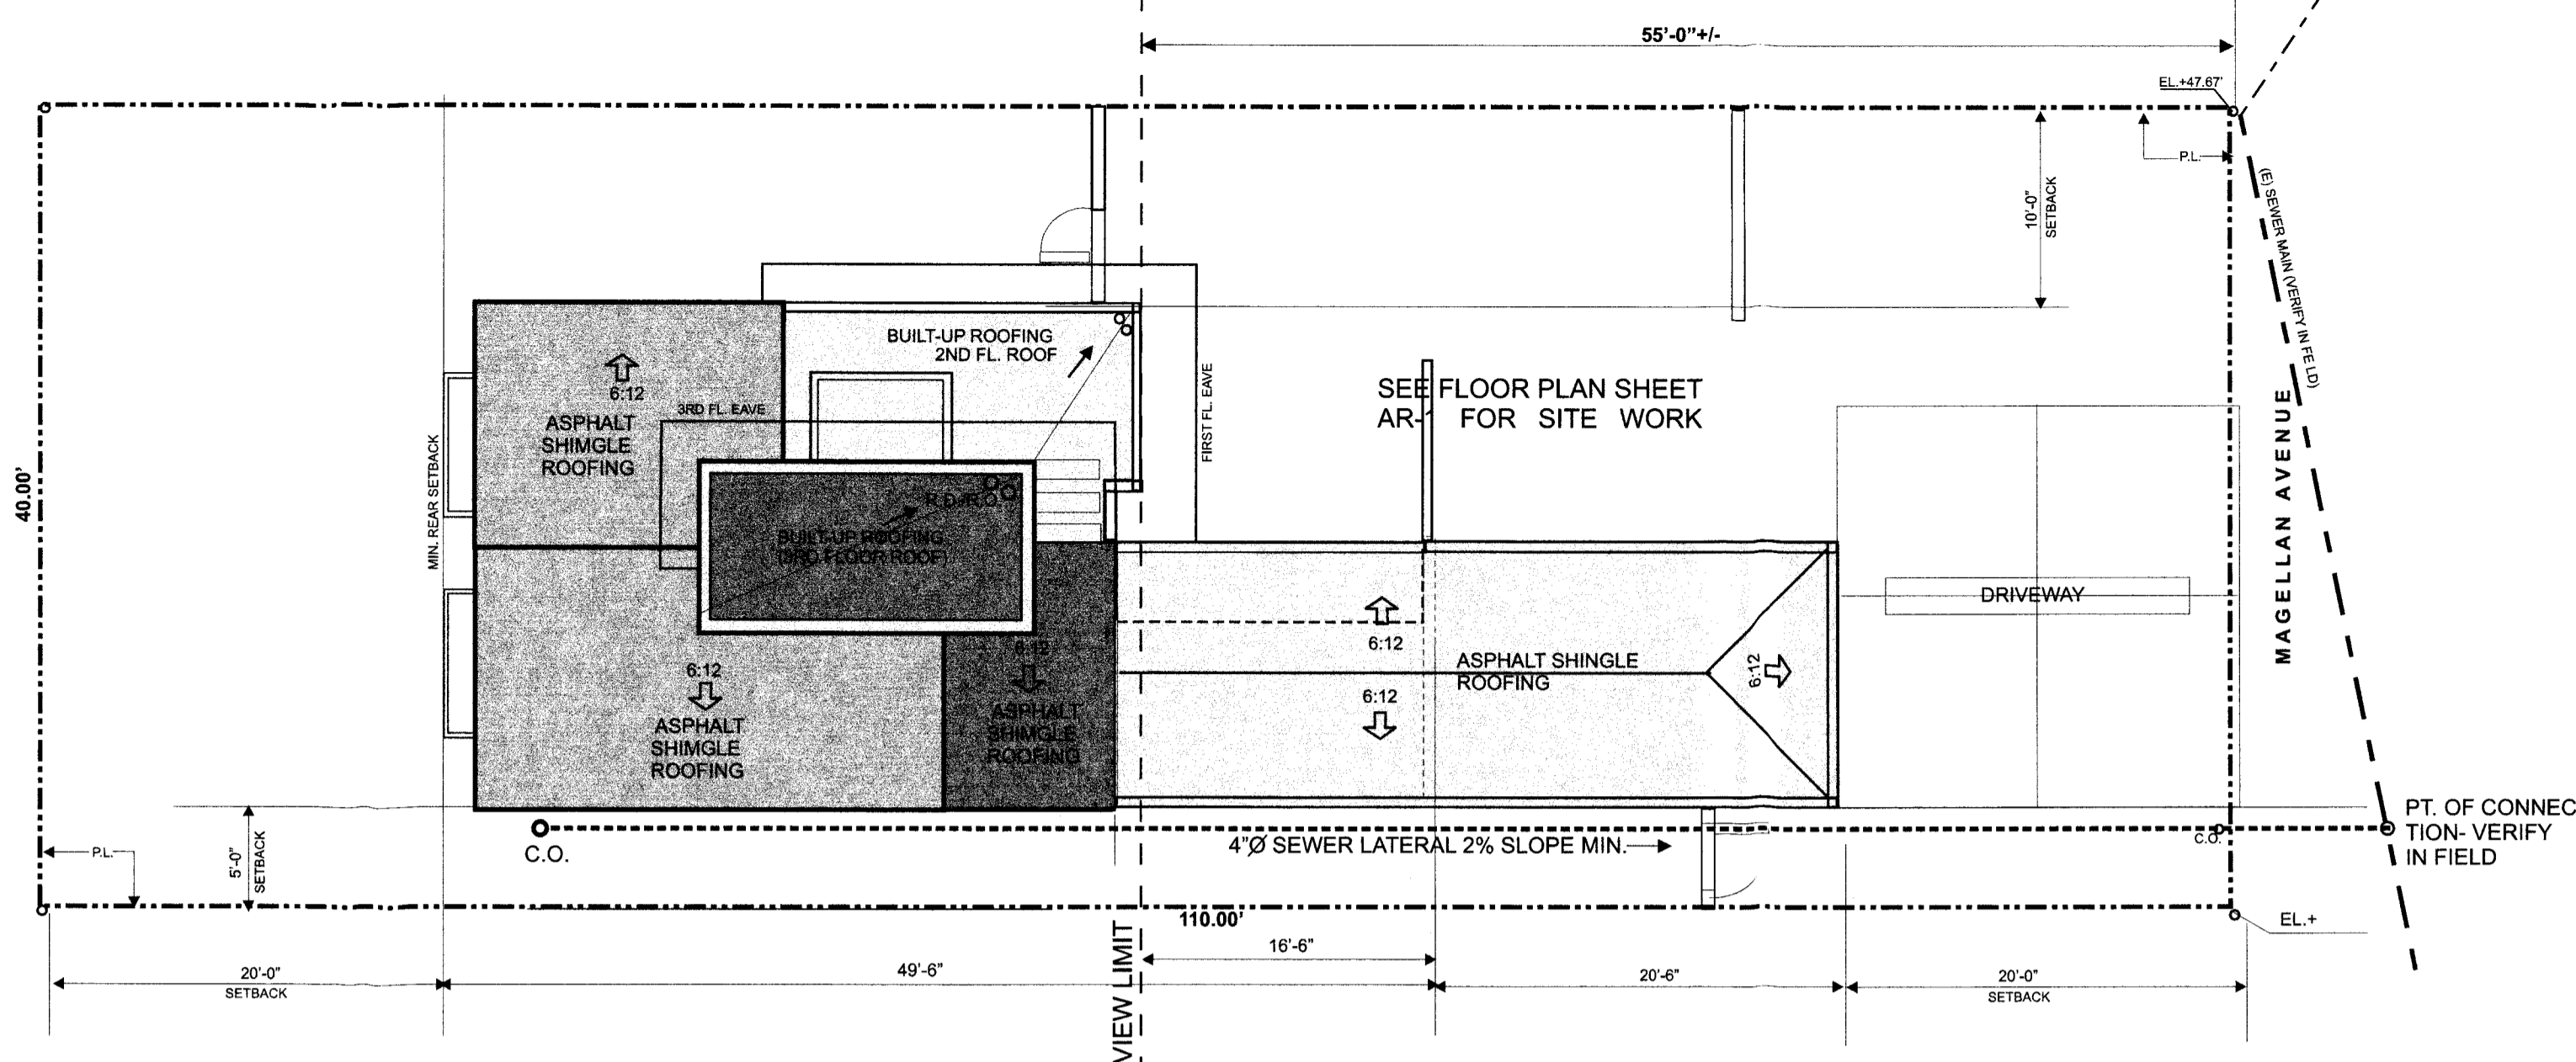 55'-0"+/-
EL.+47.67'
P.L.
(E) SEWER MAIN (VERIFY IN FIELD)
10'-0"
SETBACK
BUILT-UP ROOFING
2ND FL. ROOF
FIRST FL. EAVE
SEE FLOOR PLAN SHEET
AR-1 FOR SITE WORK
6:12
ASPHALT
SHIMGLE
ROOFING
3RD FL. EAVE
MIN. REAR SETBACK
40.00'
MAGELLAN AVENUE
R.D./R.O.
BUILT-UP ROOFING
(3RD FLOOR ROOF)
DRIVEWAY
6:12
6:12
ASPHALT SHINGLE
ROOFING
6:12
6:12
6:12
ASPHALT
SHIMGLE
ROOFING
6:12
ASPHALT
SHIMGLE
ROOFING
PT. OF CONNEC
TION- VERIFY
IN FIELD
C.O.
C.O.
4"Ø SEWER LATERAL 2% SLOPE MIN.
5'-0"
SETBACK
P.L.
110.00'
EL.+
VIEW LIMIT
16'-6"
20'-0"
SETBACK
49'-6"
20'-6"
20'-0"
SETBACK